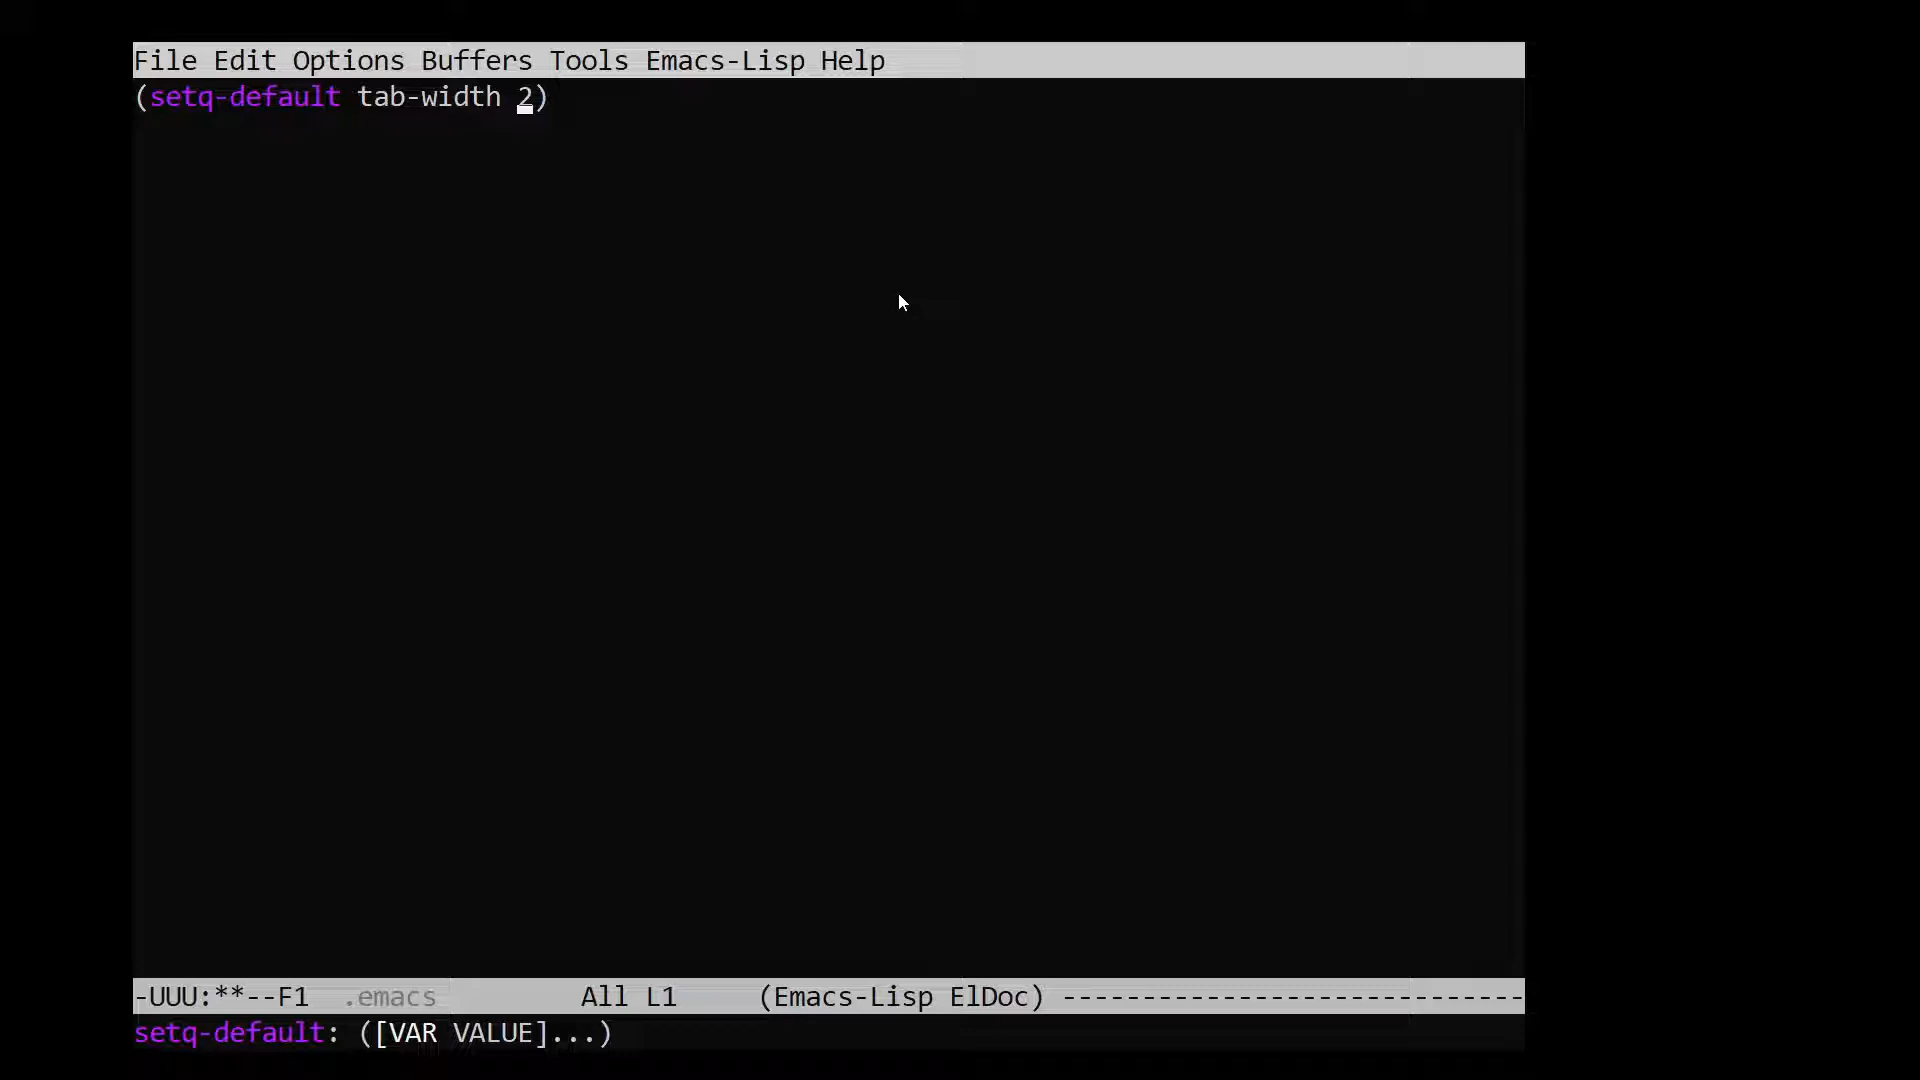 File Edit Options Buffers Tools Emacs-Lisp Help
(setq-default tab-width 2)
-UUU:**--F1  .emacs         All L1     (Emacs-Lisp ElDoc) -----------------------------
setq-default: ([VAR VALUE]...)